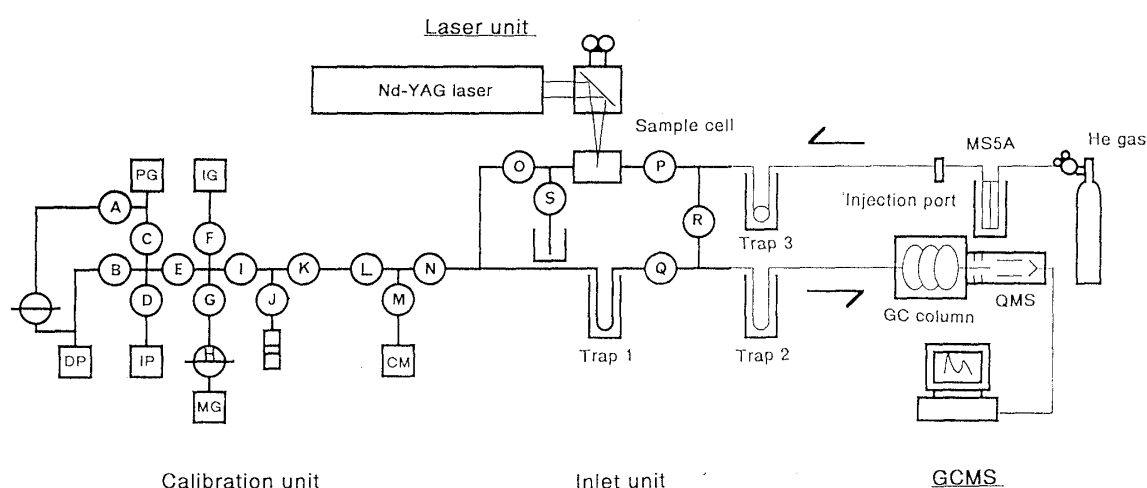 Laser unit
Nd-YAG laser
Sample cell
MS5A
He gas
PG
IG
O
P
A
S
Injection port
C
F
R
Trap 3
B
E
I
K
L
N
Q
D
G
J
M
GC column
QMS
H
DP
IP
CM
Trap 1
Trap 2
MG
Calibration unit
Inlet unit
GCMS